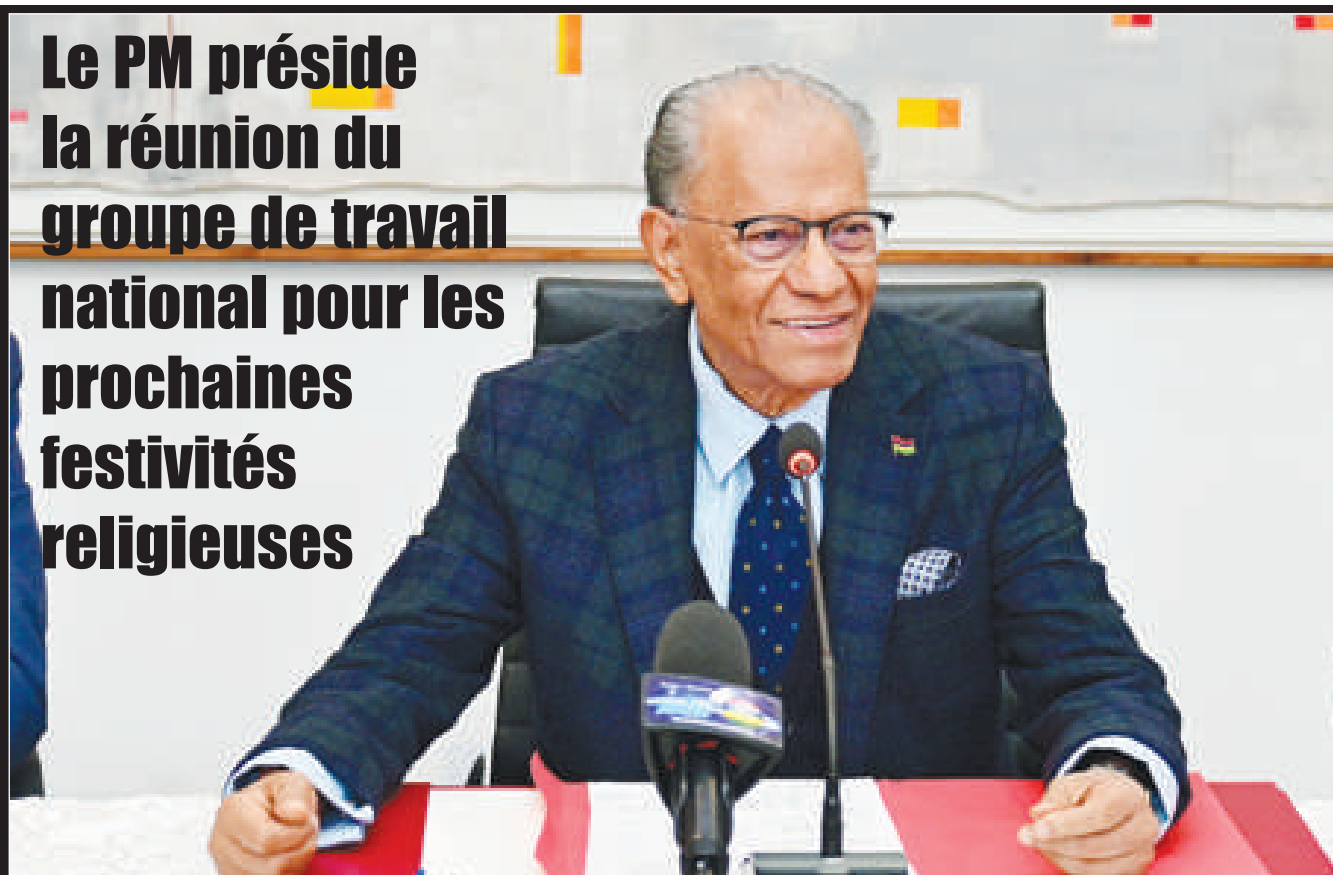 Le PM préside
la réunion du
groupe de travail
national pour les
prochaines
festivités
religieuses